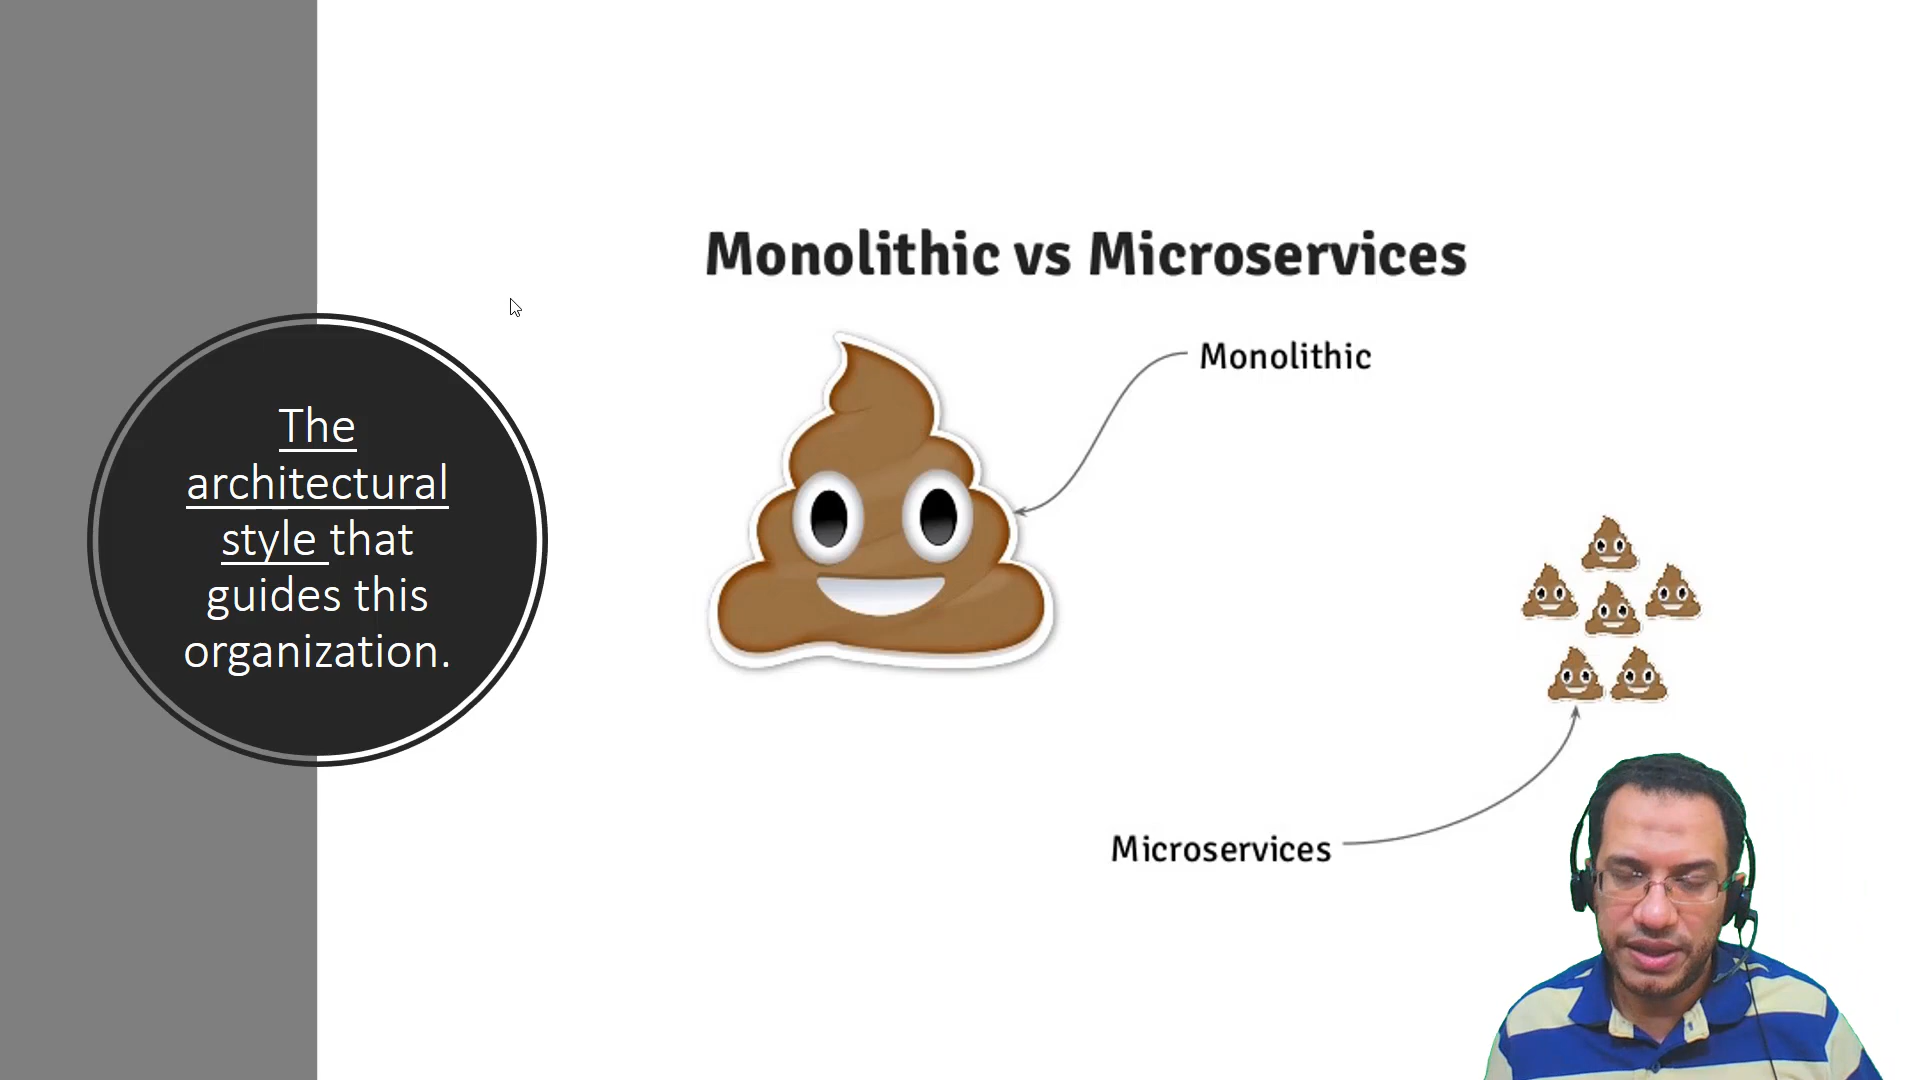 The
architectural
style that
guides this
organization.
Monolithic vs Microservices
Monolithic
Microservices